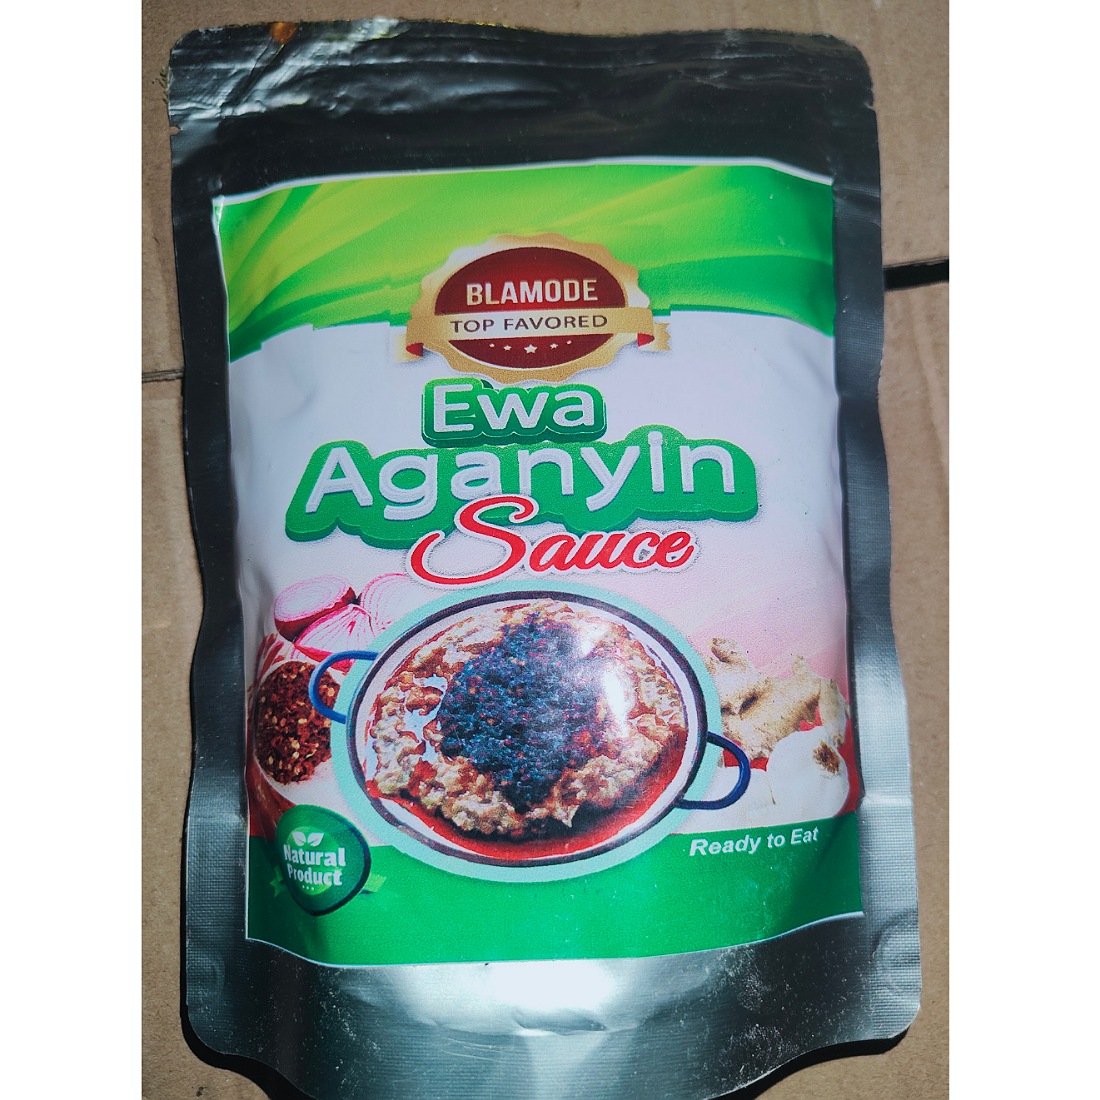 BLAMODE
TOP FAVORED
Ewa
Aganyin
Sauce
Natural
Product
Ready to Eat